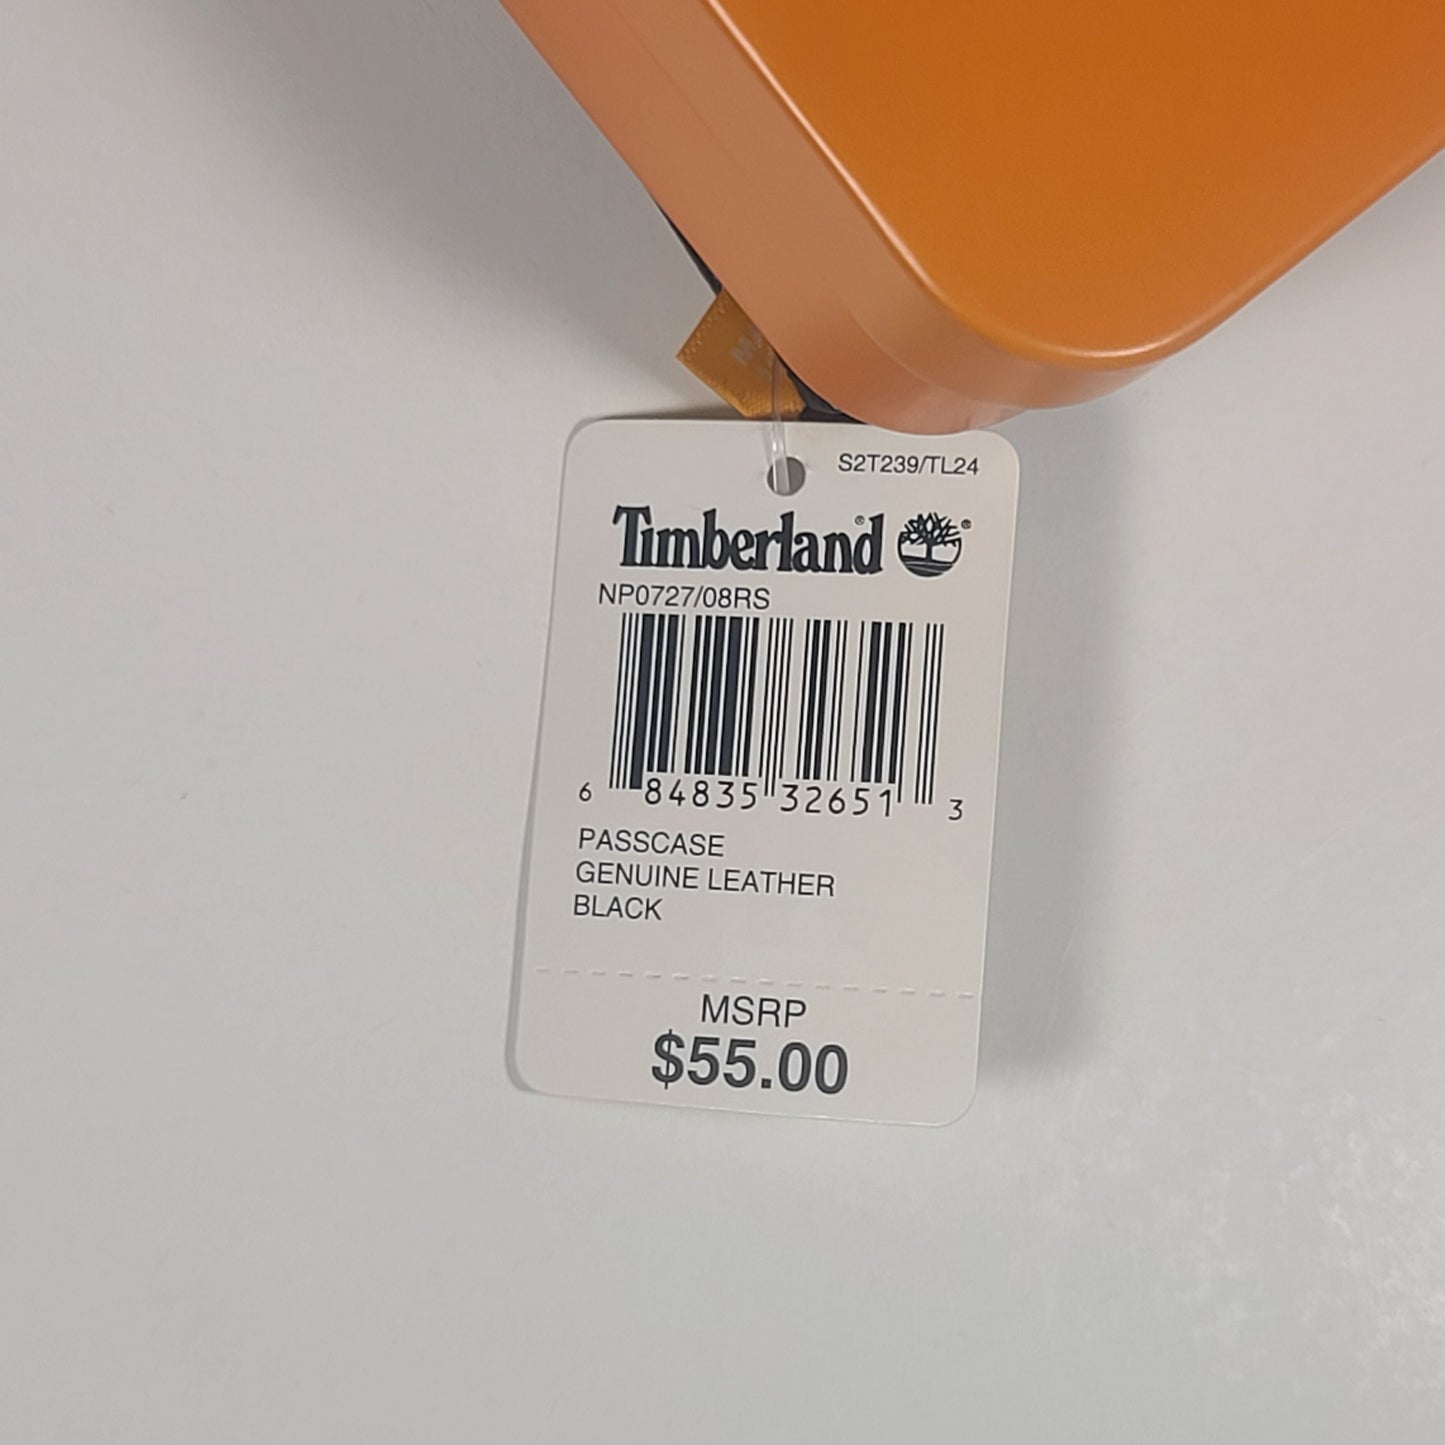 S2T239/TL24
Timberland®
®
NP0727/08RS
6 84835 32651 3
PASSCASE
GENUINE LEATHER
BLACK
MSRP
$55.00